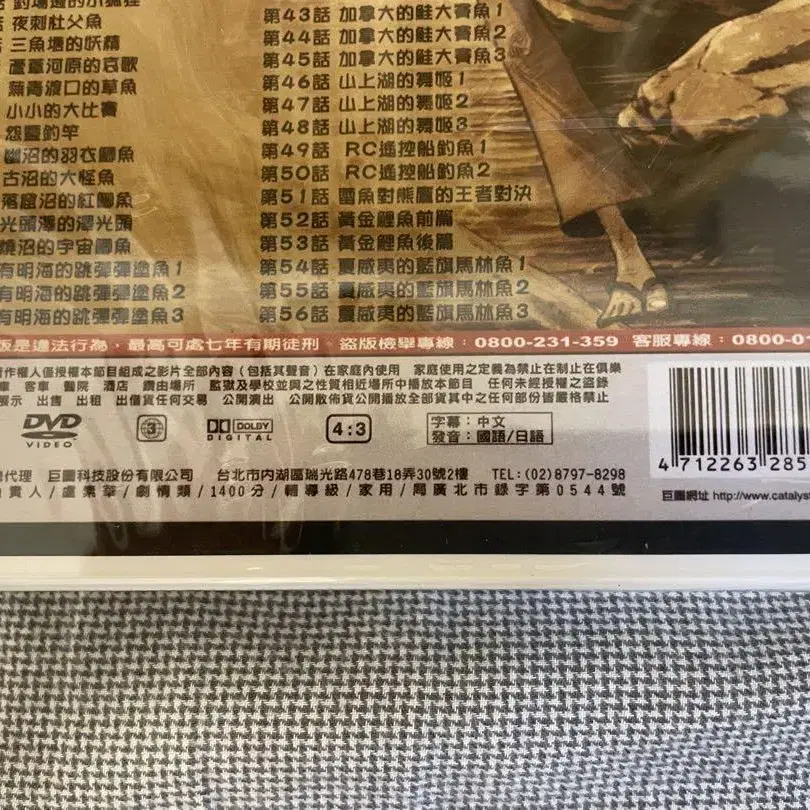 釣場邊的小狐狸
夜刺杜父魚
三魚塘的妖精
蘆葦河原的哀歌
蕪青渡口的草魚
小小的大比賽
怨靈釣竿
幽沼的羽衣鯽魚
古沼的大怪魚
落窟沼的紅鯽魚
光頭澤的澤光頭
燒沼的宇宙鯽魚
有明海的跳彈彈塗魚1
有明海的跳彈彈塗魚2
有明海的跳彈彈塗魚3
第43話 加拿大的鮭大賽魚1
第44話 加拿大的鮭大賽魚2
第45話 加拿大的鮭大賽魚3
第46話 山上湖的舞姬1
第47話 山上湖的舞姬2
第48話 山上湖的舞姬3
第49話 RC遙控船釣魚1
第50話 RC遙控船釣魚2
第51話 國魚對熊鷹的王者對決
第52話 黃金鯉魚前篇
第53話 黃金鯉魚後篇
第54話 夏威夷的藍旗馬林魚1
第55話 夏威夷的藍旗馬林魚2
第56話 夏威夷的藍旗馬林魚3
版是違法行為，最高可處七年有期徒刑。盜版檢舉專線：0800-231-359 客服專線：0800-0
著作權人僅授權本節目組成之影片全部內容（包括其聲音）在家庭內使用 家庭使用之定義為禁止在制止在俱樂
車 客車 醫院 酒店 鑽由場所 監獄及學校並與之性質相近場所中播放本節目 任何未經授權之盜錄
展示 出售 出租 出借貨任何交易 公開演出 公開散佈貨公開播放全部貨其中之任何部份皆屬嚴格禁止
DVD VIDEO
3
DOLBY DIGITAL
4:3
字幕：中文
發音：國語/日語
代理 巨圖科技股份有限公司 台北市內湖區瑞光路478巷18弄30號2樓 TEL:(02)8797-8298
負責人/盧素華/劇情類/1400分/輔導級/家用/局廣北市錄字第0544號
4 712263 285
巨圖網址 http://www.catalyst